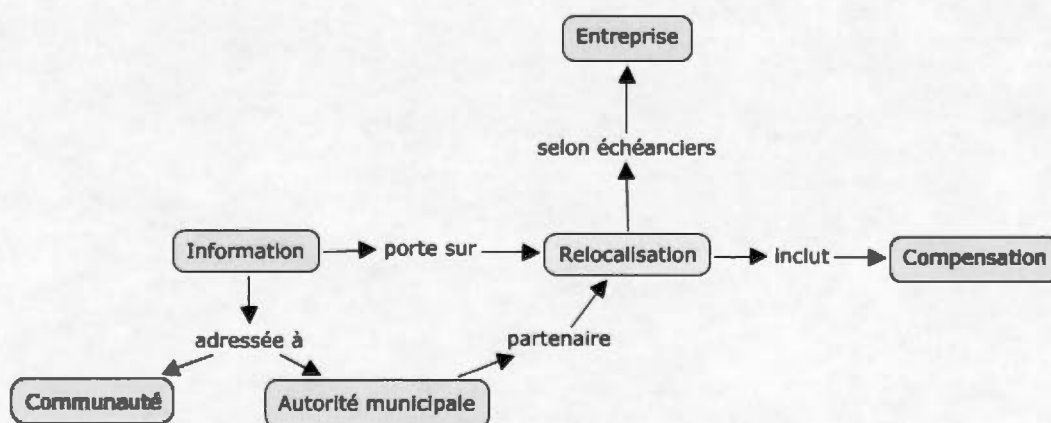 Entreprise
selon échéanciers
Information
porte sur
Relocalisation
inclut
Compensation
adressée à
partenaire
Communauté
Autorité municipale